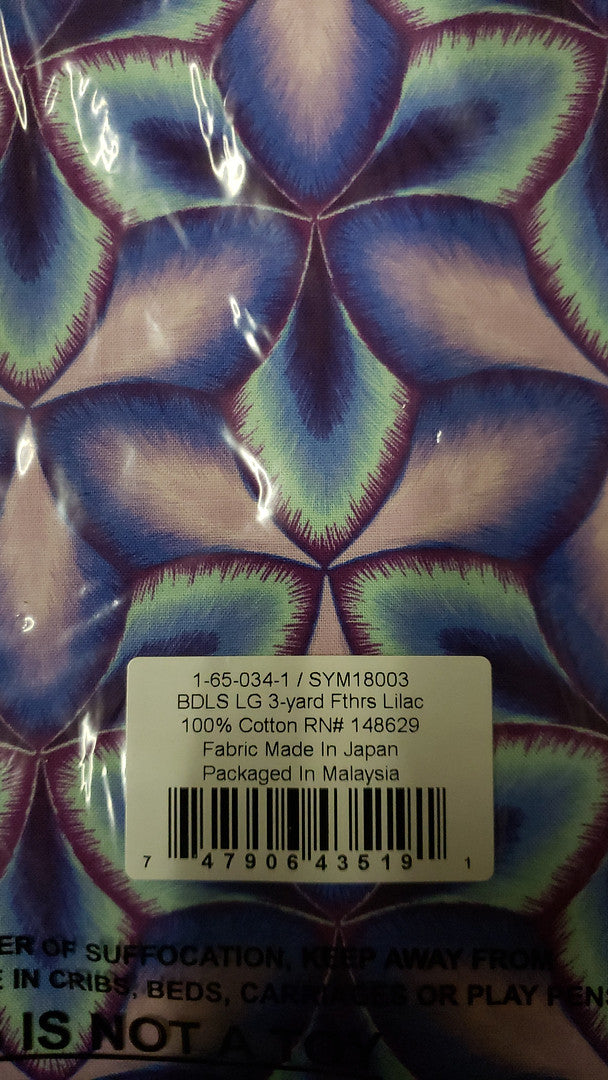 1-65-034-1 / SYM18003
BDLS LG 3-yard Fthrs Lilac
100% Cotton RN# 148629
Fabric Made In Japan
Packaged In Malaysia
7 47906 43519 1
ER OF SUFFOCATION, KEEP AWAY FROM
E IN CRIBS, BEDS, CARRIAGES OR PLAY PENS
IS NOT A TOY